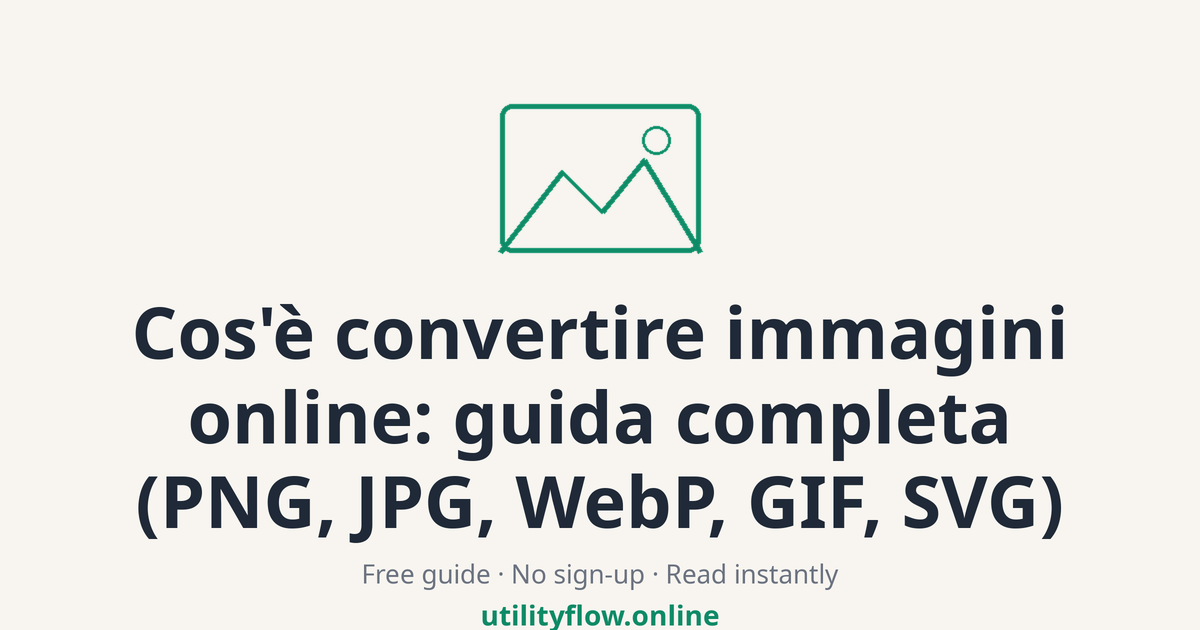 Cos'è convertire immagini
online: guida completa
(PNG, JPG, WebP, GIF, SVG)
Free guide · No sign-up · Read instantly
utilityflow.online